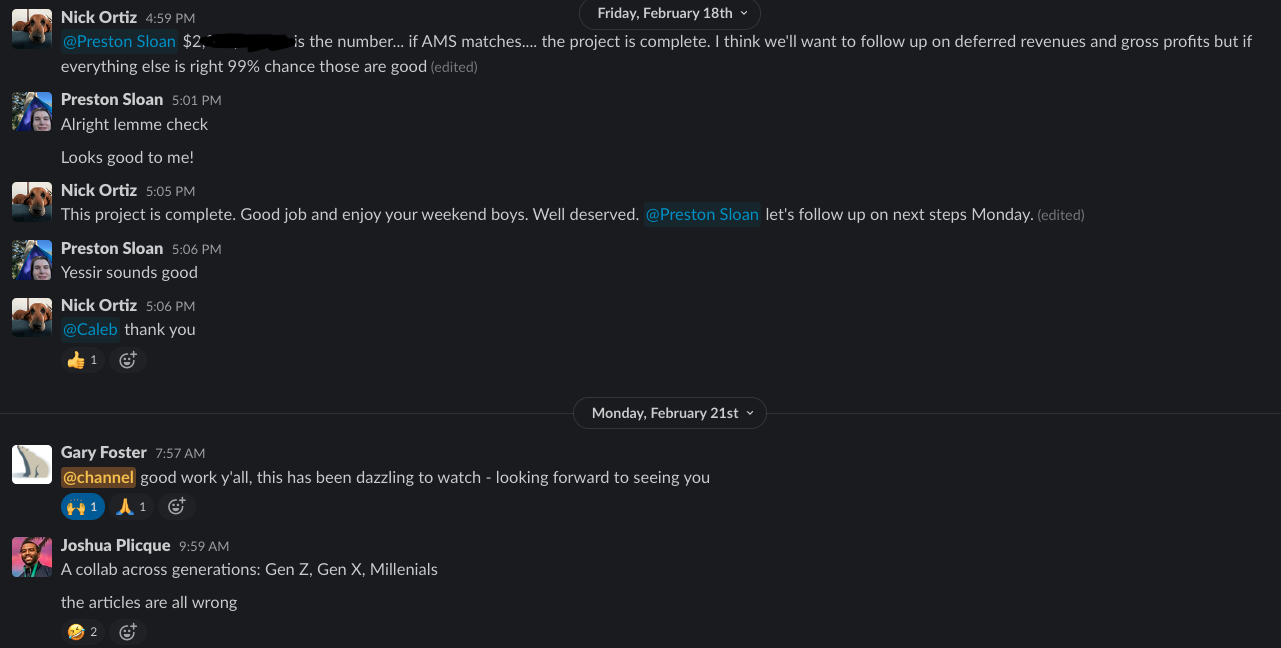 Friday, February 18th
Nick Ortiz 4:59 PM
@Preston Sloan $2, is the number... if AMS matches.... the project is complete. I think we'll want to follow up on deferred revenues and gross profits but if
everything else is right 99% chance those are good (edited)
Preston Sloan 5:01 PM
Alright lemme check
Looks good to me!
Nick Ortiz 5:05 PM
This project is complete. Good job and enjoy your weekend boys. Well deserved. @Preston Sloan let's follow up on next steps Monday. (edited)
Preston Sloan 5:06 PM
Yessir sounds good
Nick Ortiz 5:06 PM
@Caleb thank you
1
Monday, February 21st
Gary Foster 7:57 AM
@channel good work y'all, this has been dazzling to watch - looking forward to seeing you
1 1
Joshua Plicque 9:59 AM
A collab across generations: Gen Z, Gen X, Millenials
the articles are all wrong
2